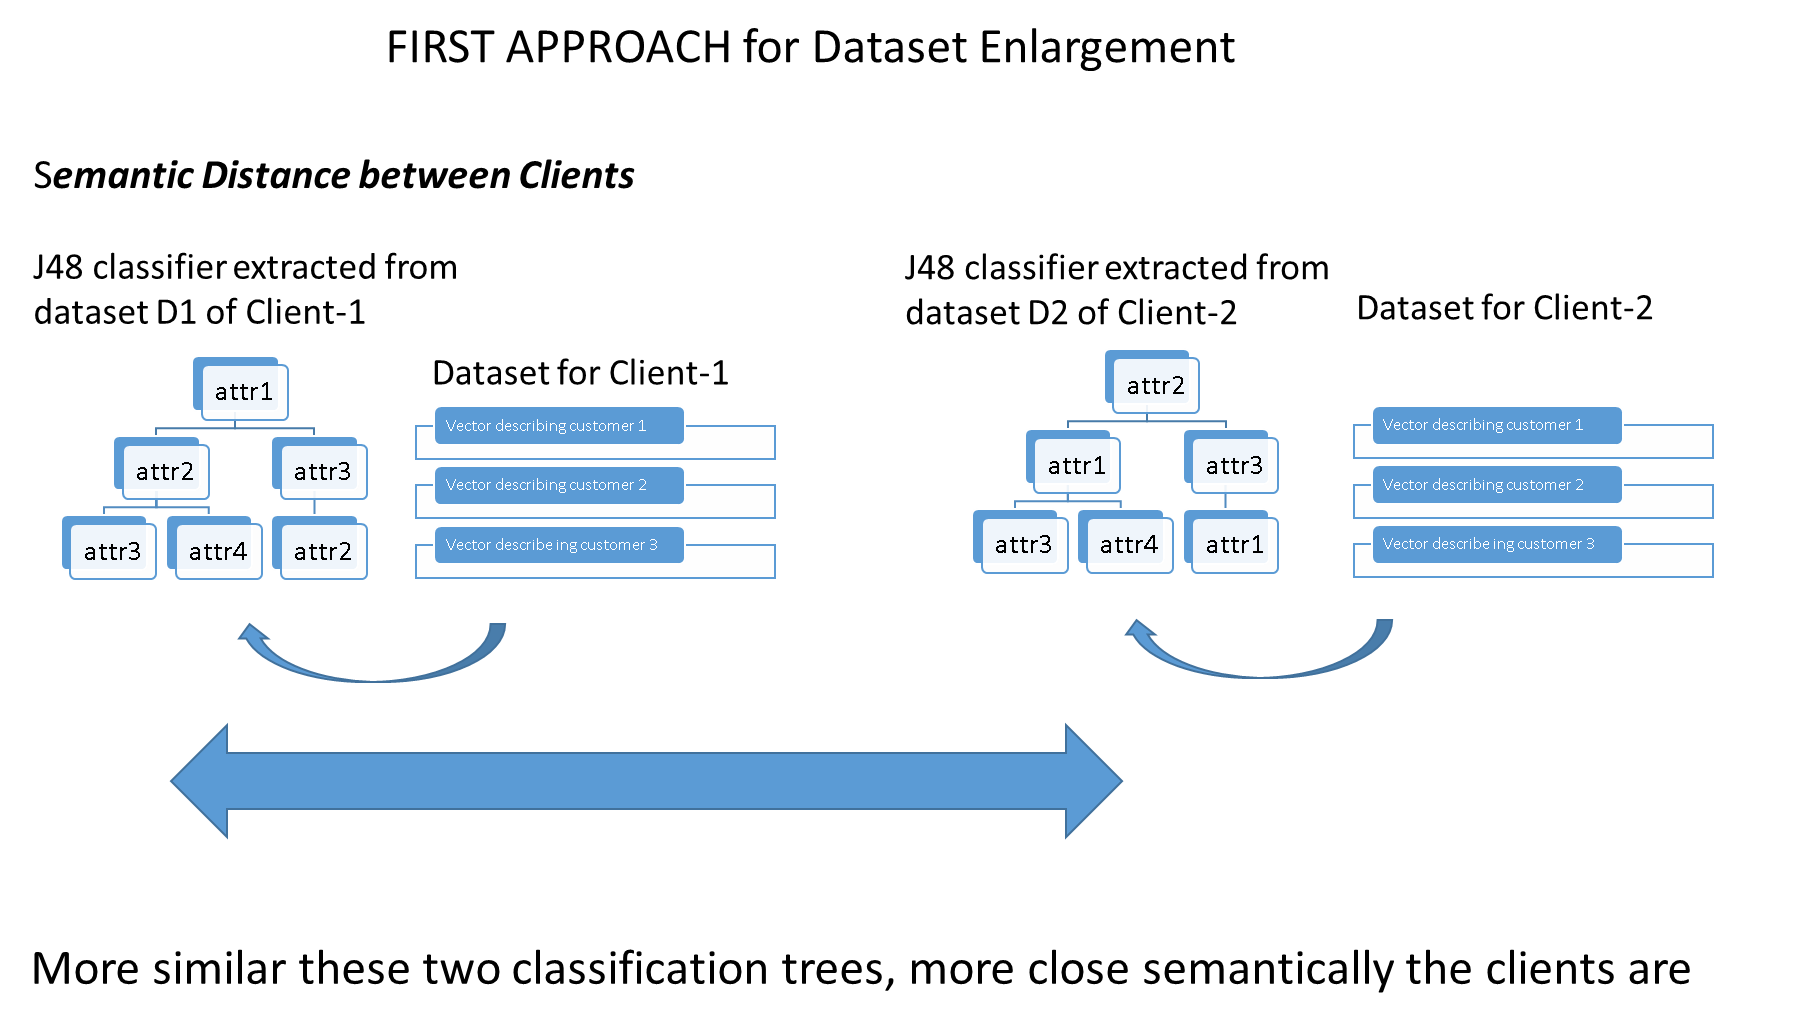 FIRST APPROACH for Dataset Enlargement
Semantic Distance between Clients
J48 classifier extracted from
dataset D1 of Client-1
attr1
attr2
attr3
attr3
attr4
attr2
Dataset for Client-1
Vector describing customer 1
Vector describing customer 2
Vector describe ing customer 3
J48 classifier extracted from
dataset D2 of Client-2
attr2
attr1
attr3
attr3
attr4
attr1
Dataset for Client-2
Vector describing customer 1
Vector describing customer 2
Vector describe ing customer 3
More similar these two classification trees, more close semantically the clients are